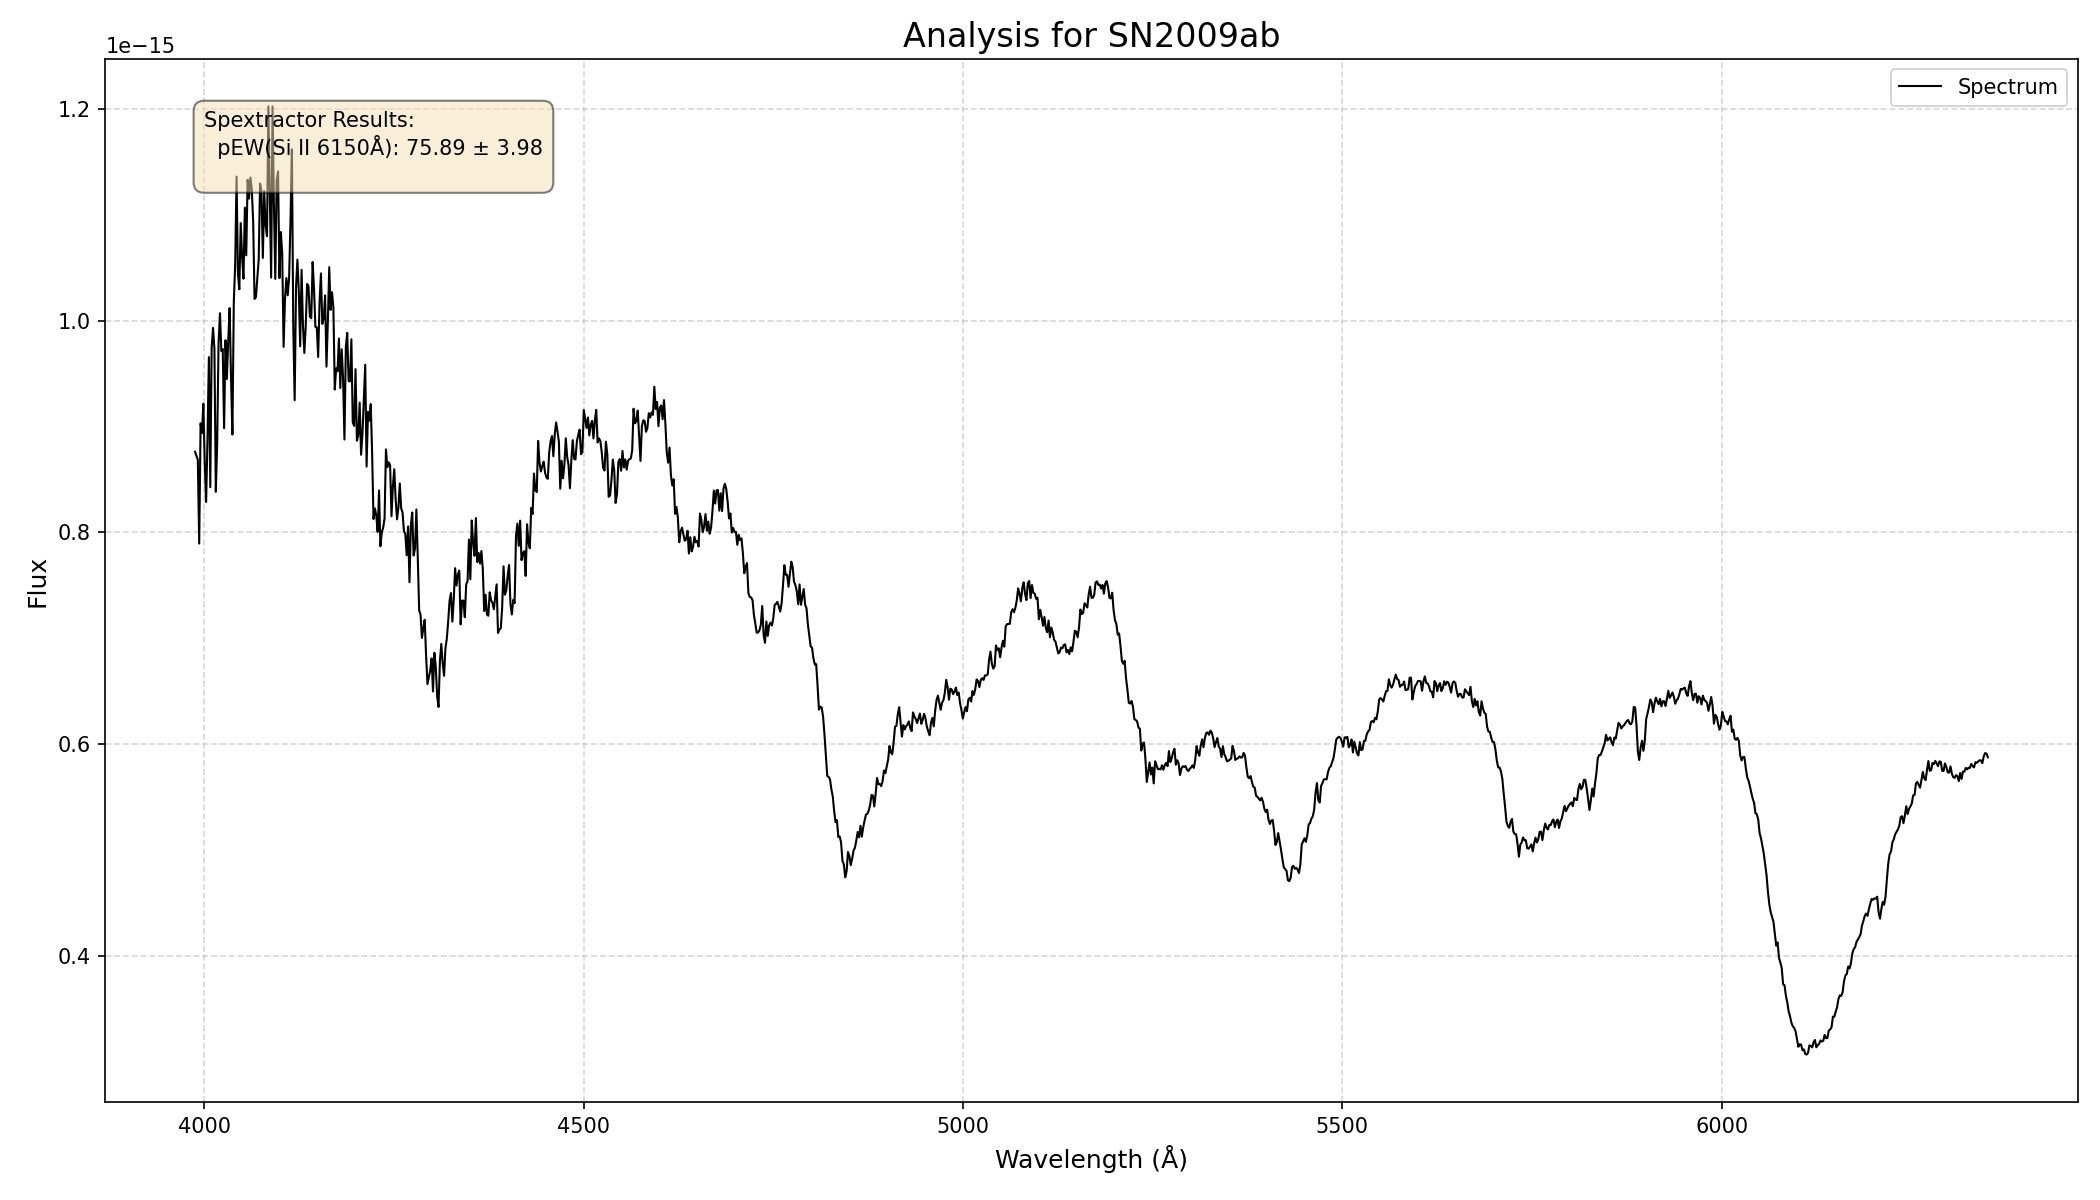 Analysis for SN2009ab
1e−15
Spectrum
Spextractor Results:
pEW(Si II 6150Å): 75.89 ± 3.98
1.2
1.0
0.8
0.6
0.4
Flux
4000
4500
5000
5500
6000
Wavelength (Å)